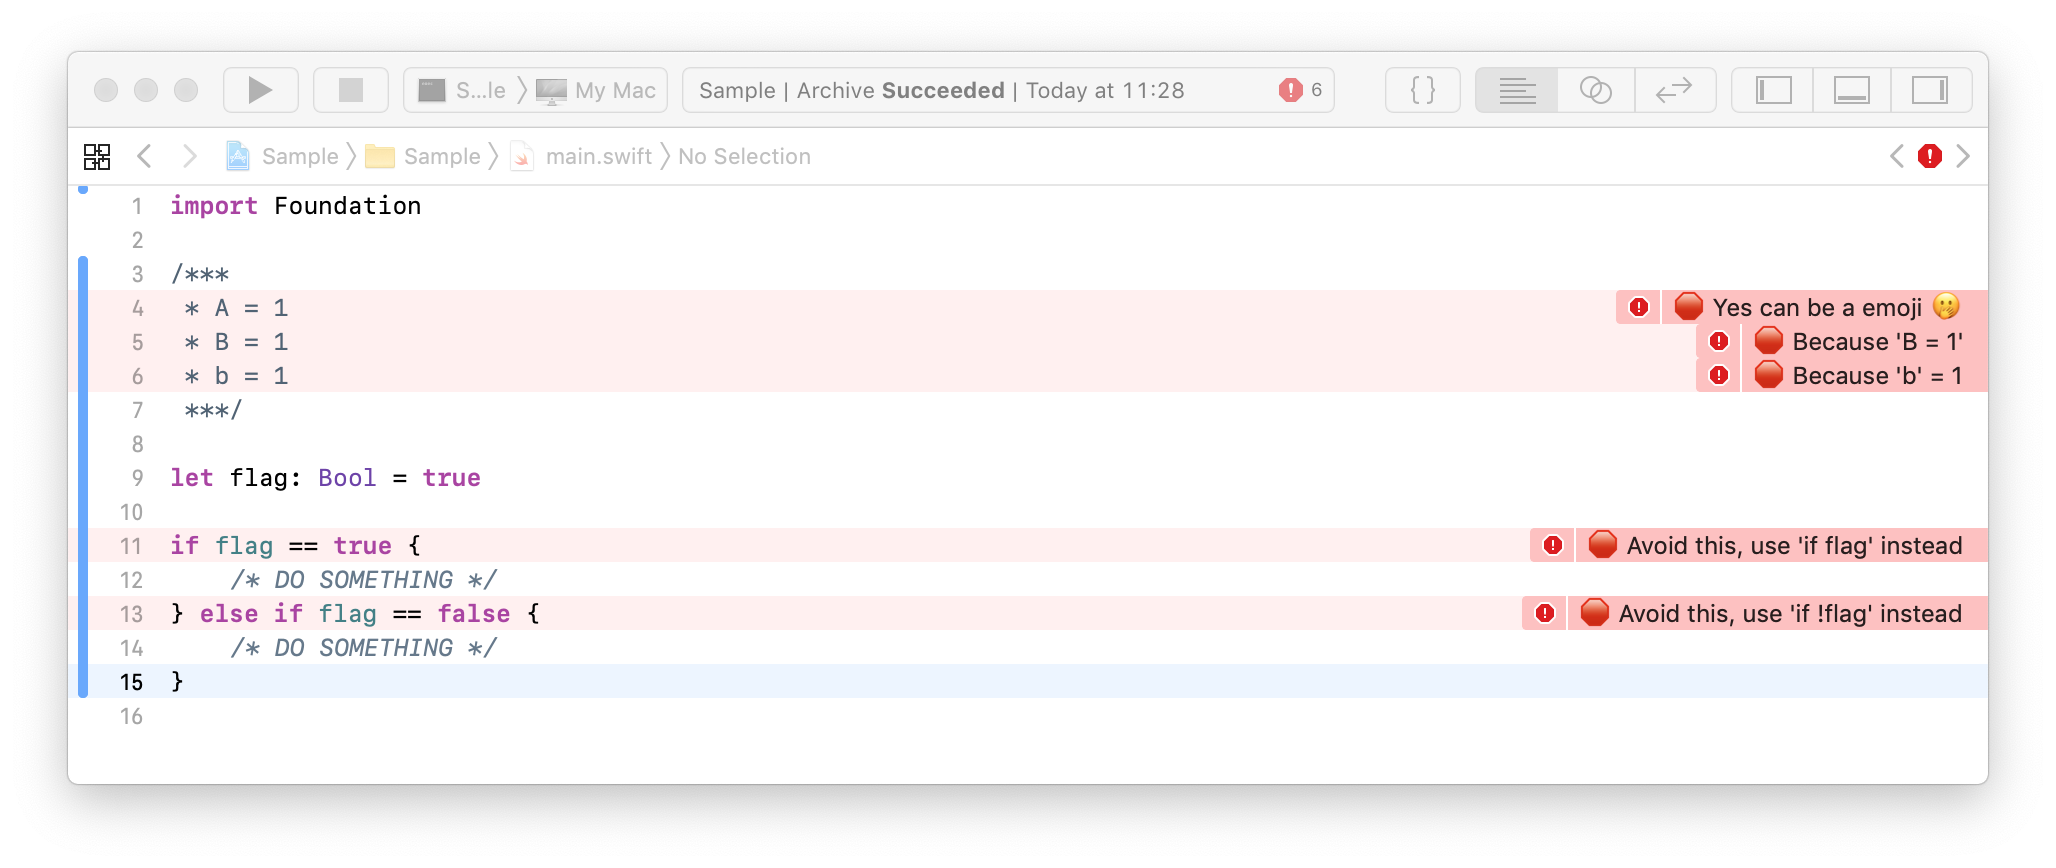 S...le 〉 My Mac Sample | Archive Succeeded | Today at 11:28 6 {}
Sample 〉 Sample 〉 main.swift 〉 No Selection
1 import Foundation
2
3 /***
4  * A = 1 🛑 Yes can be a emoji 🤭
5  * B = 1 🛑 Because 'B = 1'
6  * b = 1 🛑 Because 'b' = 1
7  ***/
8
9 let flag: Bool = true
10
11 if flag == true { 🛑 Avoid this, use 'if flag' instead
12     /* DO SOMETHING */
13 } else if flag == false { 🛑 Avoid this, use 'if !flag' instead
14     /* DO SOMETHING */
15 }
16